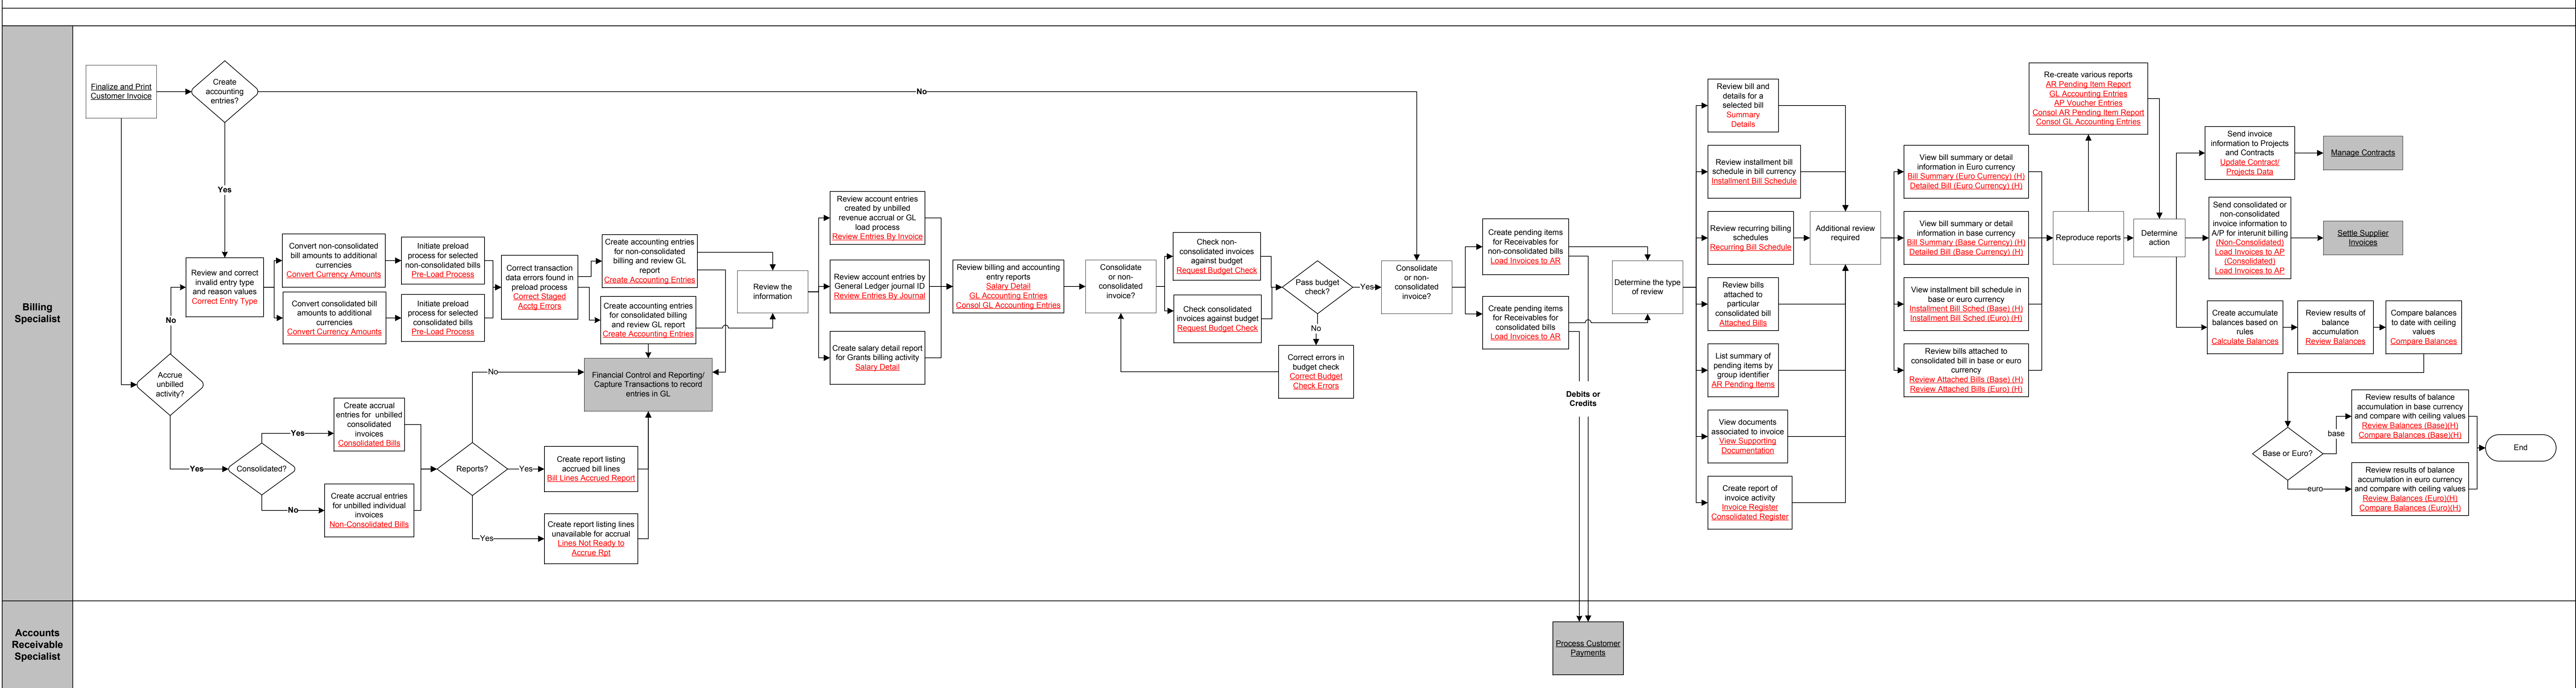 Billing
Specialist
Finalize and Print
Customer Invoice
Create
accounting
entries?
No
Yes
Review and correct
invalid entry type
and reason values
Correct Entry Type
No
Accrue
unbilled
activity?
Yes
Convert non-consolidated
bill amounts to additional
currencies
Convert Currency Amounts
Convert consolidated bill
amounts to additional
currencies
Convert Currency Amounts
Initiate preload
process for selected
non-consolidated bills
Pre-Load Process
Initiate preload
process for selected
consolidated bills
Pre-Load Process
Correct transaction
data errors found in
preload process
Correct Staged
Acctg Errors
Create accounting entries
for non-consolidated
billing and review GL
report
Create Accounting Entries
Create accounting entries
for consolidated billing
and review GL report
Create Accounting Entries
Financial Control and Reporting/
Capture Transactions to record
entries in GL
Consolidated?
Yes
No
Create accrual
entries for unbilled
consolidated
invoices
Consolidated Bills
Create accrual entries
for unbilled individual
invoices
Non-Consolidated Bills
Reports?
No
Yes
Yes
Create report listing
accrued bill lines
Bill Lines Accrued Report
Create report listing lines
unavailable for accrual
Lines Not Ready to
Accrue Rpt
Review the
information
Review account entries
created by unbilled
revenue accrual or GL
load process
Review Entries By Invoice
Review account entries by
General Ledger journal ID
Review Entries By Journal
Create salary detail report
for Grants billing activity
Salary Detail
Review billing and accounting
entry reports
Salary Detail
GL Accounting Entries
Consol GL Accounting Entries
Consolidate
or non-
consolidated
invoice?
Check non-
consolidated invoices
against budget
Request Budget Check
Check consolidated
invoices against budget
Request Budget Check
Pass budget
check?
Yes
No
Correct errors in
budget check
Correct Budget
Check Errors
Consolidate
or non-
consolidated
invoice?
Create pending items
for Receivables for
non-consolidated bills
Load Invoices to AR
Create pending items
for Receivables for
consolidated bills
Load Invoices to AR
Debits or
Credits
Determine the type
of review
Review bill and
details for a
selected bill
Summary
Details
Review installment bill
schedule in bill currency
Installment Bill Schedule
Review recurring billing
schedules
Recurring Bill Schedule
Review bills
attached to
particular
consolidated bill
Attached Bills
List summary of
pending items by
group identifier
AR Pending Items
View documents
associated to invoice
View Supporting
Documentation
Create report of
invoice activity
Invoice Register
Consolidated Register
Additional review
required
View bill summary or detail
information in Euro currency
Bill Summary (Euro Currency) (H)
Detailed Bill (Euro Currency) (H)
View bill summary or detail
information in base currency
Bill Summary (Base Currency) (H)
Detailed Bill (Base Currency) (H)
View installment bill schedule in
base or euro currency
Installment Bill Sched (Base) (H)
Installment Bill Sched (Euro) (H)
Review bills attached to
consolidated bill in base or euro
currency
Review Attached Bills (Base) (H)
Review Attached Bills (Euro) (H)
Reproduce reports
Re-create various reports
AR Pending Item Report
GL Accounting Entries
AP Voucher Entries
Consol AR Pending Item Report
Consol GL Accounting Entries
Determine
action
Send invoice
information to Projects
and Contracts
Update Contract/
Projects Data
Manage Contracts
Send consolidated or
non-consolidated
invoice information to
A/P for interunit billing
(Non-Consolidated)
Load Invoices to AP
(Consolidated)
Load Invoices to AP
Settle Supplier
Invoices
Create accumulate
balances based on
rules
Calculate Balances
Review results of
balance
accumulation
Review Balances
Compare balances
to date with ceiling
values
Compare Balances
Base or Euro?
base
euro
Review results of balance
accumulation in base currency
and compare with ceiling values
Review Balances (Base)(H)
Compare Balances (Base)(H)
Review results of balance
accumulation in euro currency
and compare with ceiling values
Review Balances (Euro)(H)
Compare Balances (Euro)(H)
End
Accounts
Receivable
Specialist
Process Customer
Payments